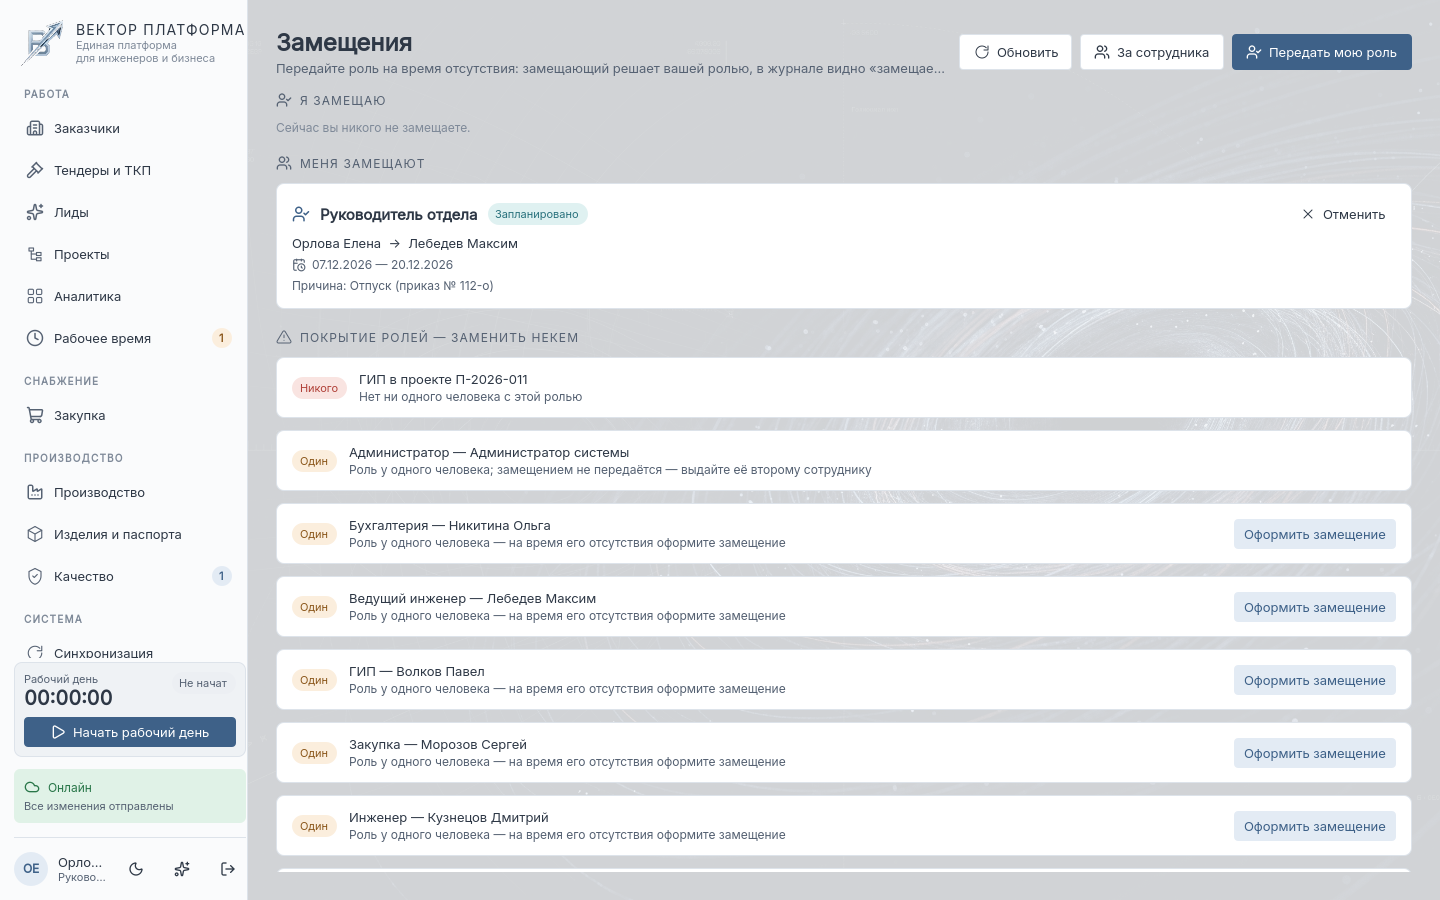 ВЕКТОР ПЛАТФОРМА
Единая платформа
для инженеров и бизнеса
РАБОТА
Заказчики
Тендеры и ТКП
Лиды
Проекты
Аналитика
Рабочее время 1
СНАБЖЕНИЕ
Закупка
ПРОИЗВОДСТВО
Производство
Изделия и паспорта
Качество 1
СИСТЕМА
Синхронизация
Рабочий день
00:00:00
Не начат
Начать рабочий день
Онлайн
Все изменения отправлены
ОЕ
Орло...
Руково...
Замещения
Передайте роль на время отсутствия: замещающий решает вашей ролью, в журнале видно «замещае...
Обновить
За сотрудника
Передать мою роль
Я ЗАМЕЩАЮ
Сейчас вы никого не замещаете.
МЕНЯ ЗАМЕЩАЮТ
Руководитель отдела Запланировано
Отменить
Орлова Елена → Лебедев Максим
07.12.2026 — 20.12.2026
Причина: Отпуск (приказ № 112-о)
ПОКРЫТИЕ РОЛЕЙ — ЗАМЕНИТЬ НЕКЕМ
Никого
ГИП в проекте П-2026-011
Нет ни одного человека с этой ролью
Один
Администратор — Администратор системы
Роль у одного человека; замещением не передаётся — выдайте её второму сотруднику
Один
Бухгалтерия — Никитина Ольга
Роль у одного человека — на время его отсутствия оформите замещение
Оформить замещение
Один
Ведущий инженер — Лебедев Максим
Роль у одного человека — на время его отсутствия оформите замещение
Оформить замещение
Один
ГИП — Волков Павел
Роль у одного человека — на время его отсутствия оформите замещение
Оформить замещение
Один
Закупка — Морозов Сергей
Роль у одного человека — на время его отсутствия оформите замещение
Оформить замещение
Один
Инженер — Кузнецов Дмитрий
Роль у одного человека — на время его отсутствия оформите замещение
Оформить замещение